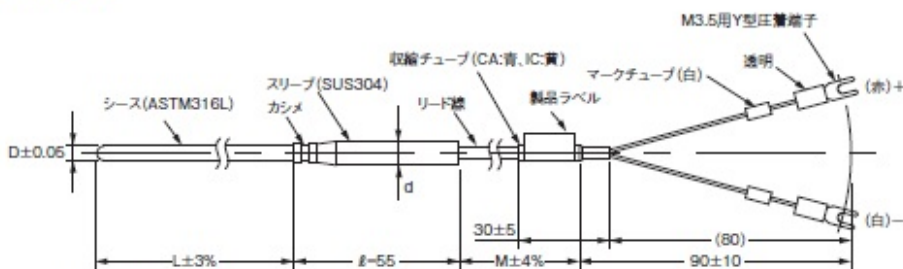 M3.5用Y型圧着端子
収縮チューブ(CA:青、IC:黄)
透明
スリーブ(SUS304)
マークチューブ(白)
(赤)+
シース(ASTM316L)
カシメ
リード線
製品ラベル
D±0.05
d
(白)−
30±5
(80)
L±3%
ℓ=55
M±4%
90±10